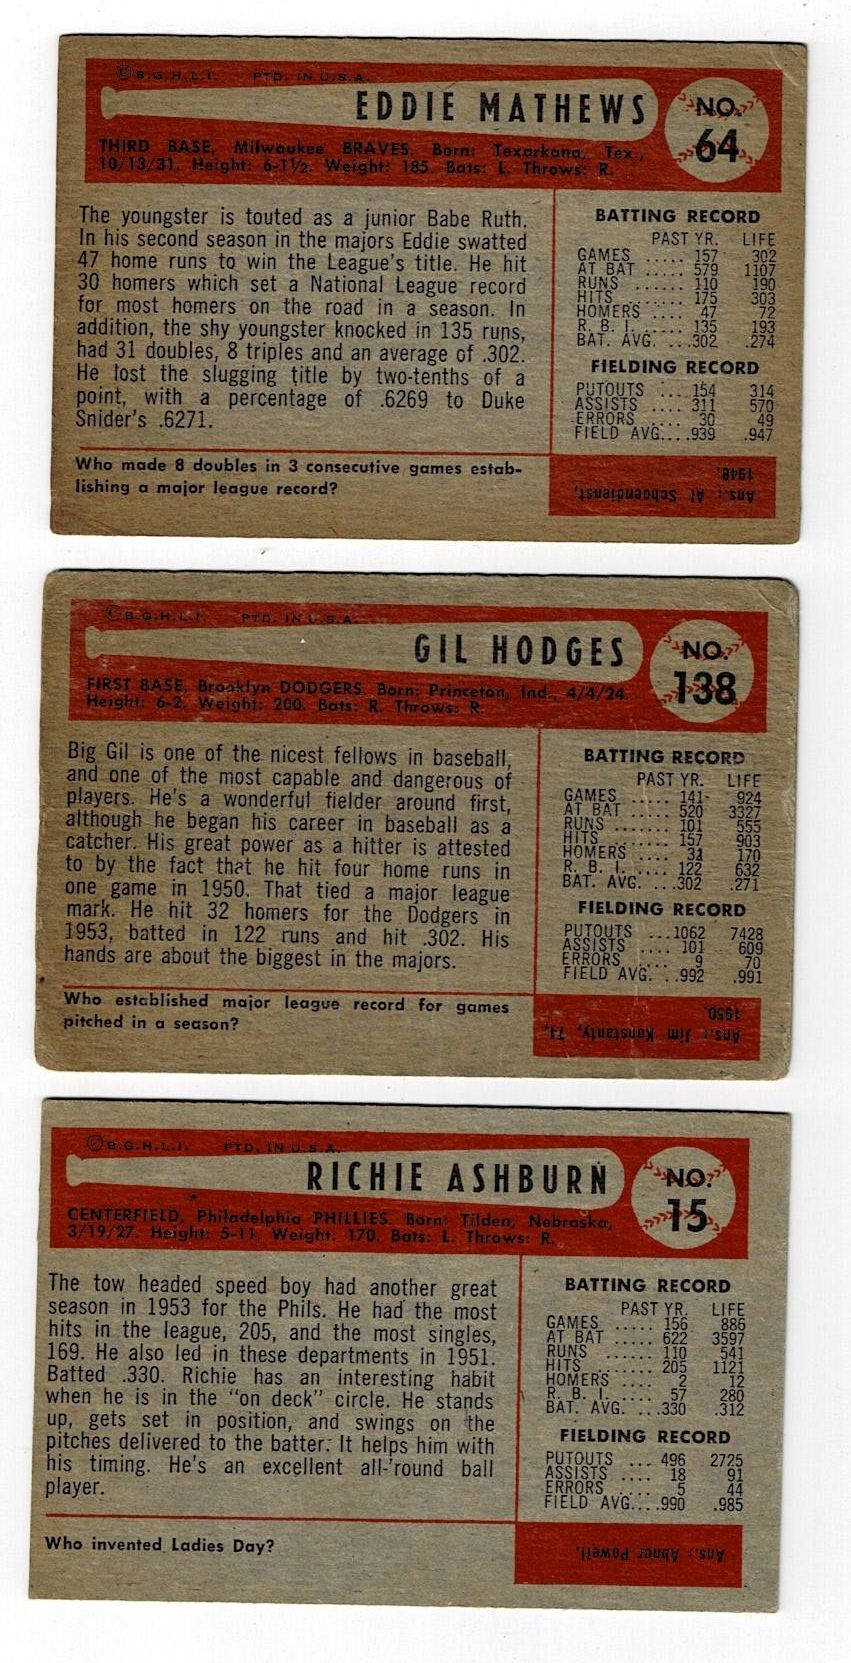 © B.G.H.L.I. PTD. IN U.S.A.
EDDIE MATHEWS
NO. 64
THIRD BASE, Milwaukee BRAVES. Born: Texarkana, Tex.,
10/13/31. Height: 6-1½. Weight: 185. Bats: L. Throws: R.
The youngster is touted as a junior Babe Ruth.
In his second season in the majors Eddie swatted
47 home runs to win the League's title. He hit
30 homers which set a National League record
for most homers on the road in a season. In
addition, the shy youngster knocked in 135 runs,
had 31 doubles, 8 triples and an average of .302.
He lost the slugging title by two-tenths of a
point, with a percentage of .6269 to Duke
Snider's .6271.
BATTING RECORD
PAST YR. LIFE
GAMES ..... 157 302
AT BAT ..... 579 1107
RUNS ...... 110 190
HITS ....... 175 303
HOMERS .... 47 72
R. B. I. ..... 135 193
BAT. AVG. ...302 .274
FIELDING RECORD
PUTOUTS ... 154 314
ASSISTS .... 311 570
ERRORS .... 30 49
FIELD AVG....939 .947
Who made 8 doubles in 3 consecutive games estab-
lishing a major league record?
Ans.: Al Schoendienst,
1948.
© B.G.H.L.I. PTD. IN U.S.A.
GIL HODGES
NO. 138
FIRST BASE, Brooklyn DODGERS. Born: Princeton, Ind., 4/4/24.
Height: 6-2. Weight: 200. Bats: R. Throws: R.
Big Gil is one of the nicest fellows in baseball,
and one of the most capable and dangerous of
players. He's a wonderful fielder around first,
although he began his career in baseball as a
catcher. His great power as a hitter is attested
to by the fact that he hit four home runs in
one game in 1950. That tied a major league
mark. He hit 32 homers for the Dodgers in
1953, batted in 122 runs and hit .302. His
hands are about the biggest in the majors.
BATTING RECORD
PAST YR. LIFE
GAMES ..... 141 924
AT BAT ..... 520 3327
RUNS ....... 101 555
HITS ....... 157 903
HOMERS .... 170
R. B. I. ..... 122 632
BAT. AVG. ...302 .271
FIELDING RECORD
PUTOUTS ...1062 7428
ASSISTS .... 101 609
ERRORS .... 9 70
FIELD AVG. ..992 .991
Who established major league record for games
pitched in a season?
Ans.: Jim Konstanty, 74,
1950.
© B.G.H.L.I. PTD. IN U.S.A.
RICHIE ASHBURN
NO. 15
CENTERFIELD, Philadelphia PHILLIES. Born: Tilden, Nebraska,
3/19/27. Height: 5-11. Weight: 170. Bats: L. Throws: R.
The tow headed speed boy had another great
season in 1953 for the Phils. He had the most
hits in the league, 205, and the most singles,
169. He also led in these departments in 1951.
Batted .330. Richie has an interesting habit
when he is in the "on deck" circle. He stands
up, gets set in position, and swings on the
pitches delivered to the batter. It helps him with
his timing. He's an excellent all-'round ball
player.
BATTING RECORD
PAST YR. LIFE
GAMES ..... 156 886
AT BAT ..... 622 3597
RUNS ...... 110 541
HITS ....... 205 1121
HOMERS .... 2 12
R. B. I. ..... 57 280
BAT. AVG. ...330 .312
FIELDING RECORD
PUTOUTS ... 496 2725
ASSISTS .... 18 91
ERRORS .... 5 44
FIELD AVG....990 .985
Who invented Ladies Day?
Ans.: Abner Powell.